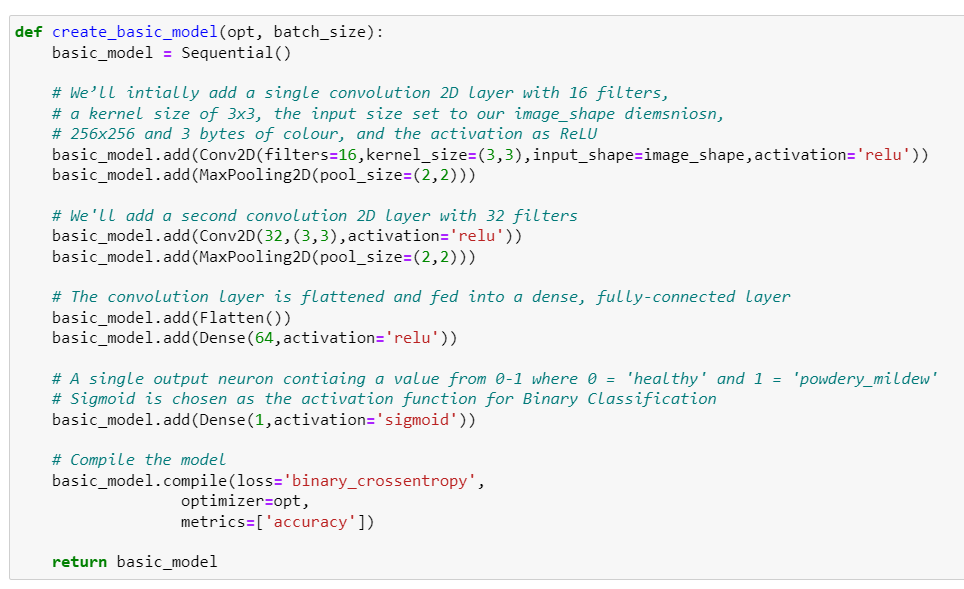 def create_basic_model(opt, batch_size):
    basic_model = Sequential()

    # We’ll intially add a single convolution 2D layer with 16 filters,
    # a kernel size of 3x3, the input size set to our image_shape diemsniosn,
    # 256x256 and 3 bytes of colour, and the activation as ReLU
    basic_model.add(Conv2D(filters=16,kernel_size=(3,3),input_shape=image_shape,activation='relu'))
    basic_model.add(MaxPooling2D(pool_size=(2,2)))

    # We'll add a second convolution 2D layer with 32 filters
    basic_model.add(Conv2D(32,(3,3),activation='relu'))
    basic_model.add(MaxPooling2D(pool_size=(2,2)))

    # The convolution layer is flattened and fed into a dense, fully-connected layer
    basic_model.add(Flatten())
    basic_model.add(Dense(64,activation='relu'))

    # A single output neuron contiaing a value from 0-1 where 0 = 'healthy' and 1 = 'powdery_mildew'
    # Sigmoid is chosen as the activation function for Binary Classification
    basic_model.add(Dense(1,activation='sigmoid'))

    # Compile the model
    basic_model.compile(loss='binary_crossentropy',
                  optimizer=opt,
                  metrics=['accuracy'])

    return basic_model